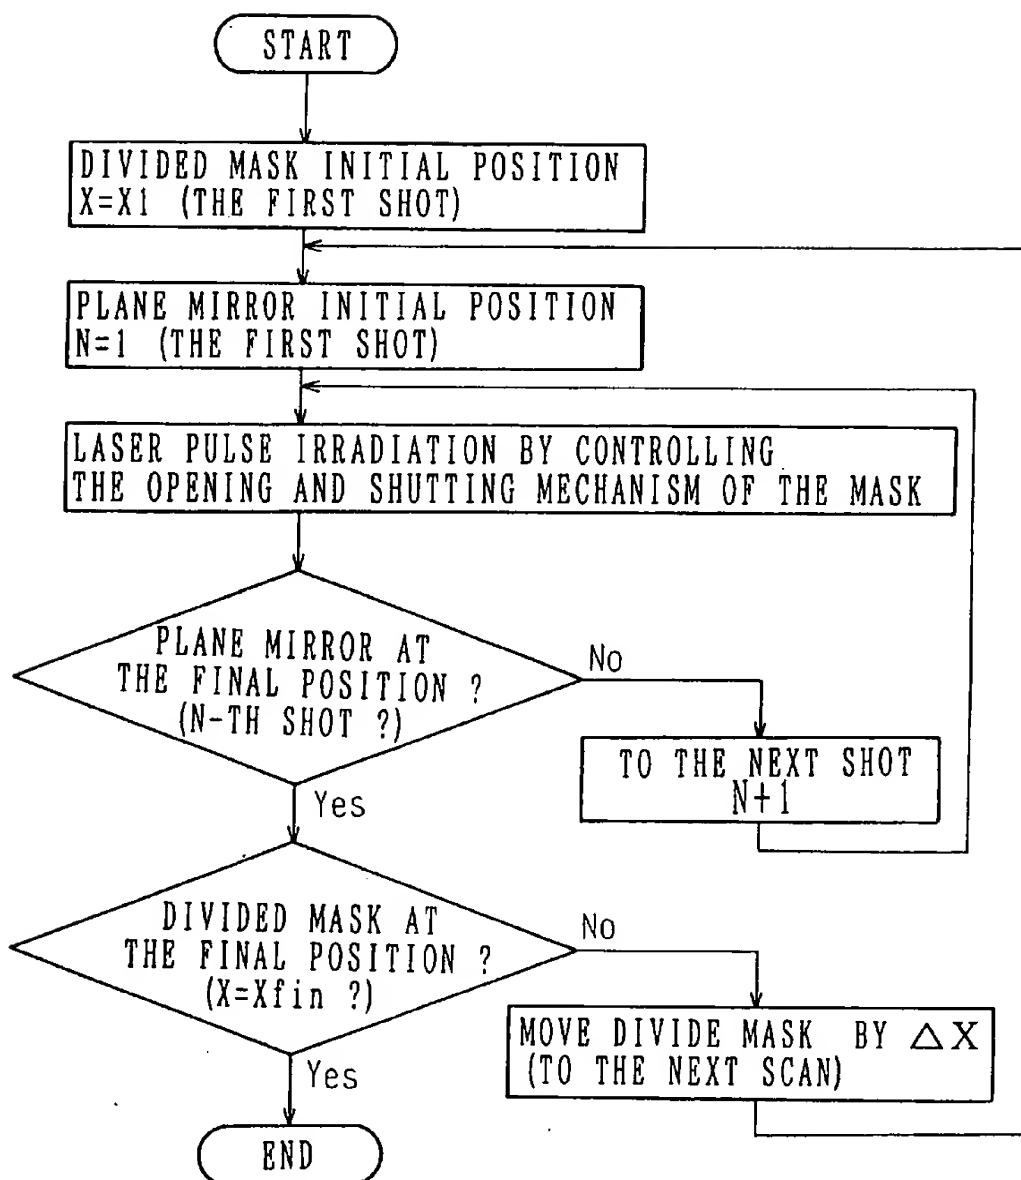 START
DIVIDED MASK INITIAL POSITION
X=X1 (THE FIRST SHOT)
PLANE MIRROR INITIAL POSITION
N=1 (THE FIRST SHOT)
LASER PULSE IRRADIATION BY CONTROLLING
THE OPENING AND SHUTTING MECHANISM OF THE MASK
PLANE MIRROR AT
THE FINAL POSITION ?
(N-TH SHOT ?)
No
TO THE NEXT SHOT
N+1
Yes
DIVIDED MASK AT
THE FINAL POSITION ?
(X=Xfin ?)
No
MOVE DIVIDE MASK BY △X
(TO THE NEXT SCAN)
Yes
END